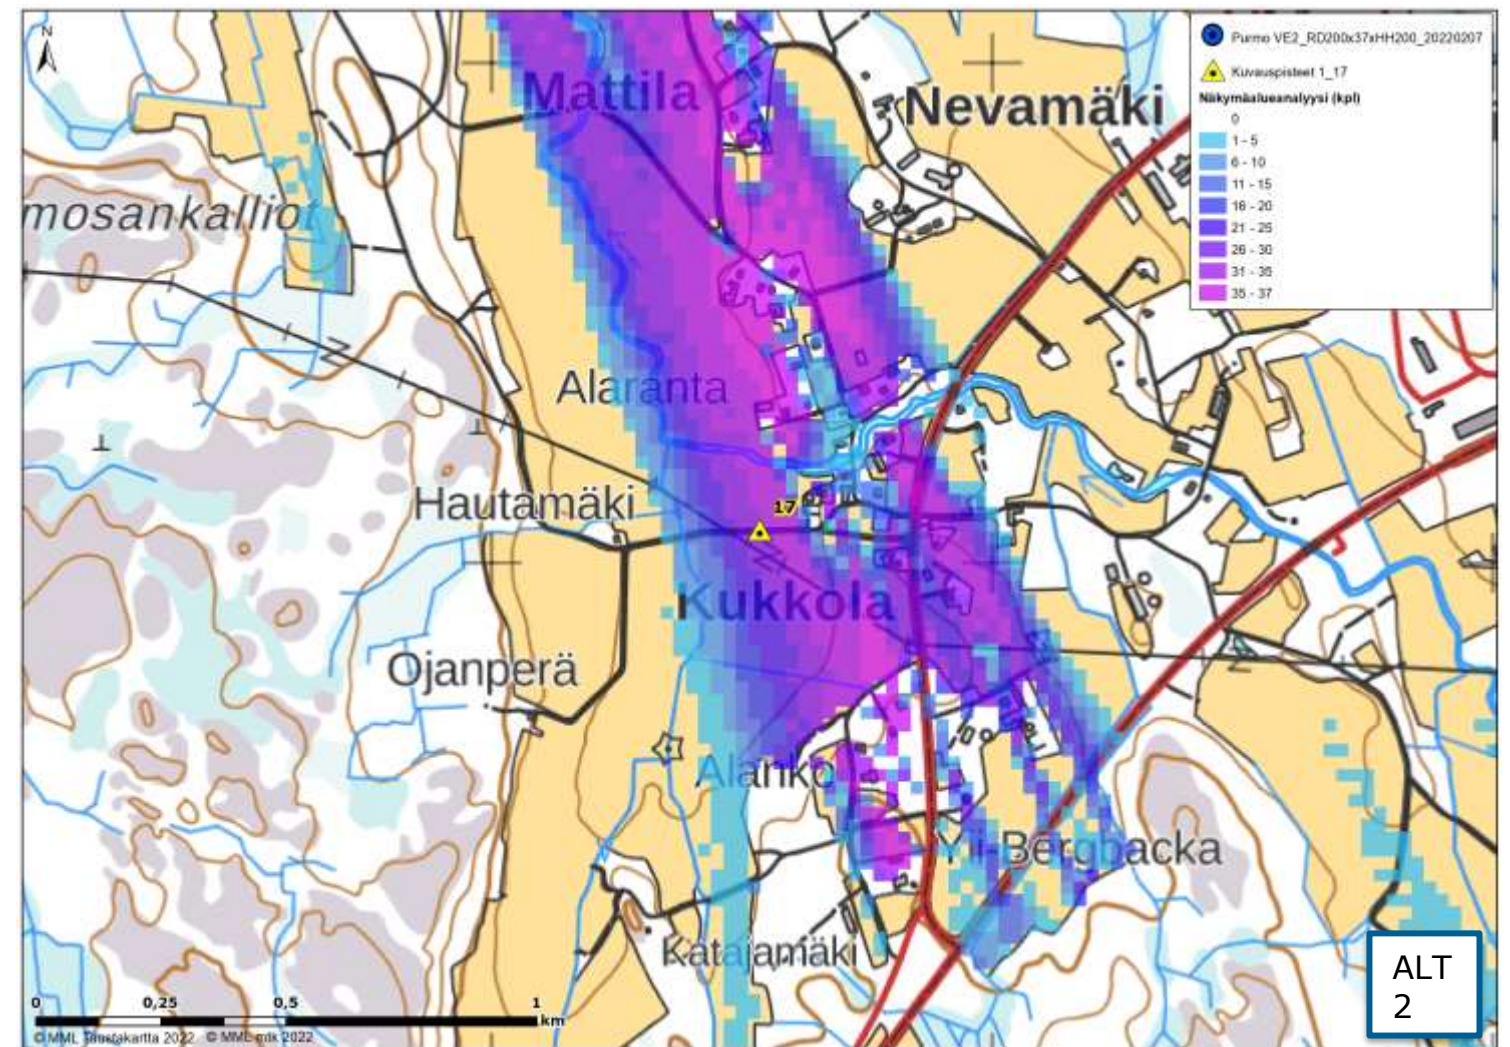 N
Purmo VE2_RD200x37xHH200_20220207
Kuvauspisteet 1_17
Näkymäalueanalyysi (kpl)
0
1 - 5
6 - 10
11 - 15
16 - 20
21 - 25
26 - 30
31 - 35
35 - 37
Mattila
Nevamäki
mosankalliot
Alaranta
Hautamäki
17
Kukkola
Ojanperä
Alanko
Yli-Bergbacka
Katajamäki
ALT
2
0 0,25 0,5 1
km
© MML Taustakartta 2022 © MML mtk 2022